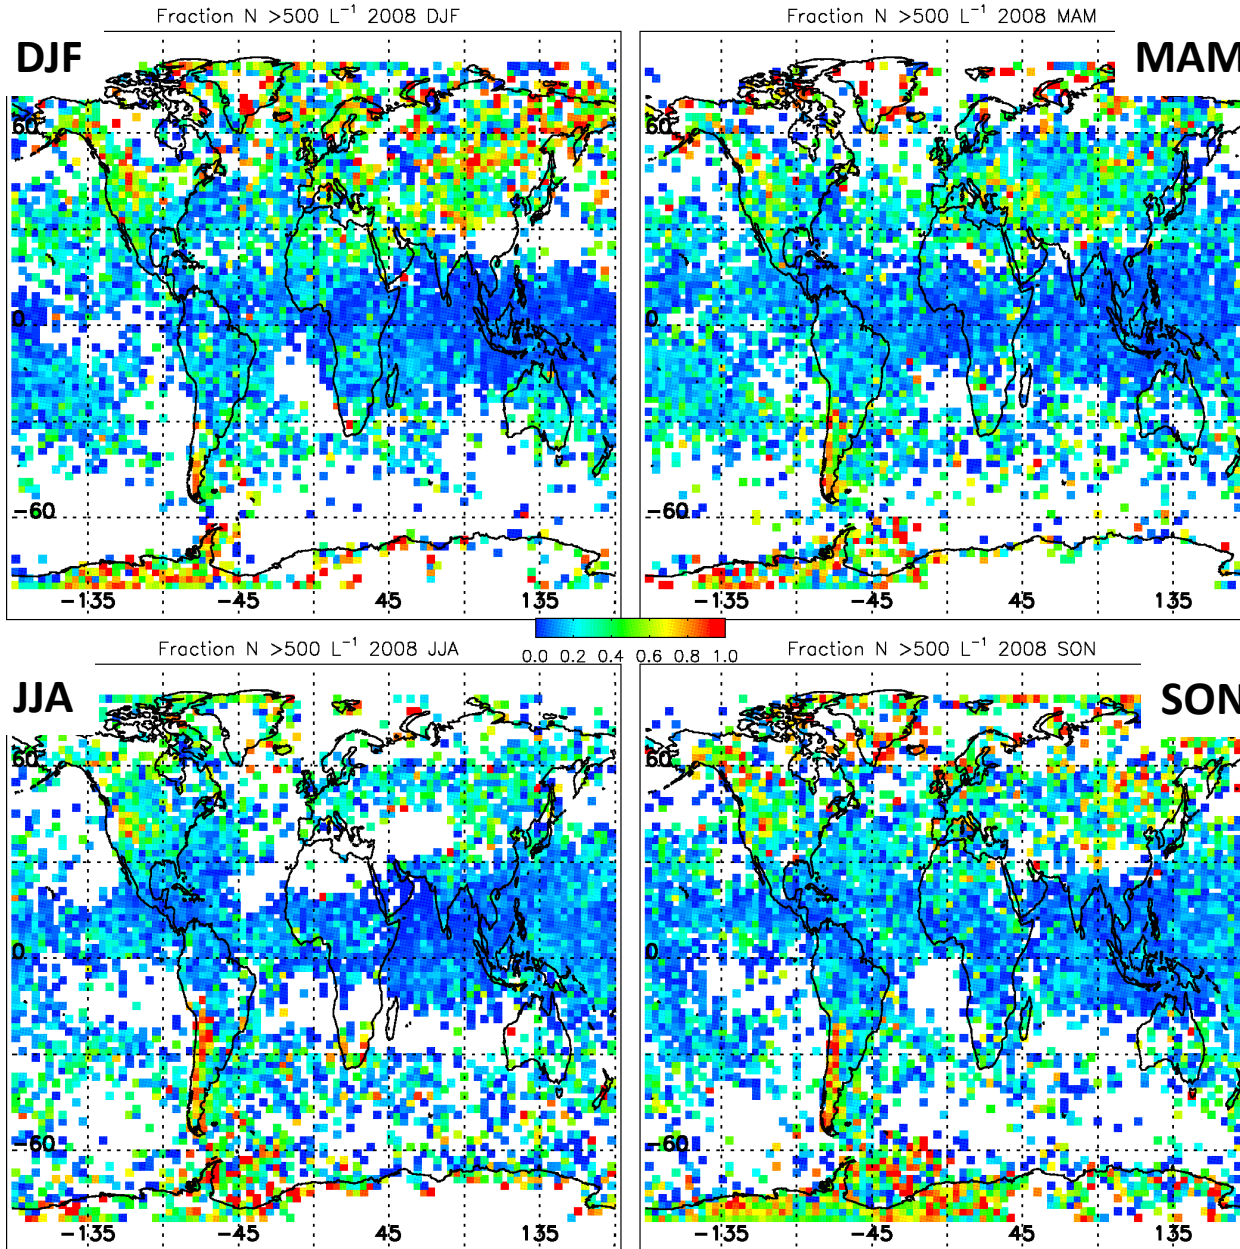 Fraction N >500 L⁻¹ 2008 DJF
Fraction N >500 L⁻¹ 2008 MAM
DJF
MAM
60
60
0
0
−60
−60
−135 −45 45 135
−135 −45 45 135
0.0 0.2 0.4 0.6 0.8 1.0
Fraction N >500 L⁻¹ 2008 JJA
Fraction N >500 L⁻¹ 2008 SON
JJA
SON
60
60
0
0
−60
−60
−135 −45 45 135
−135 −45 45 135